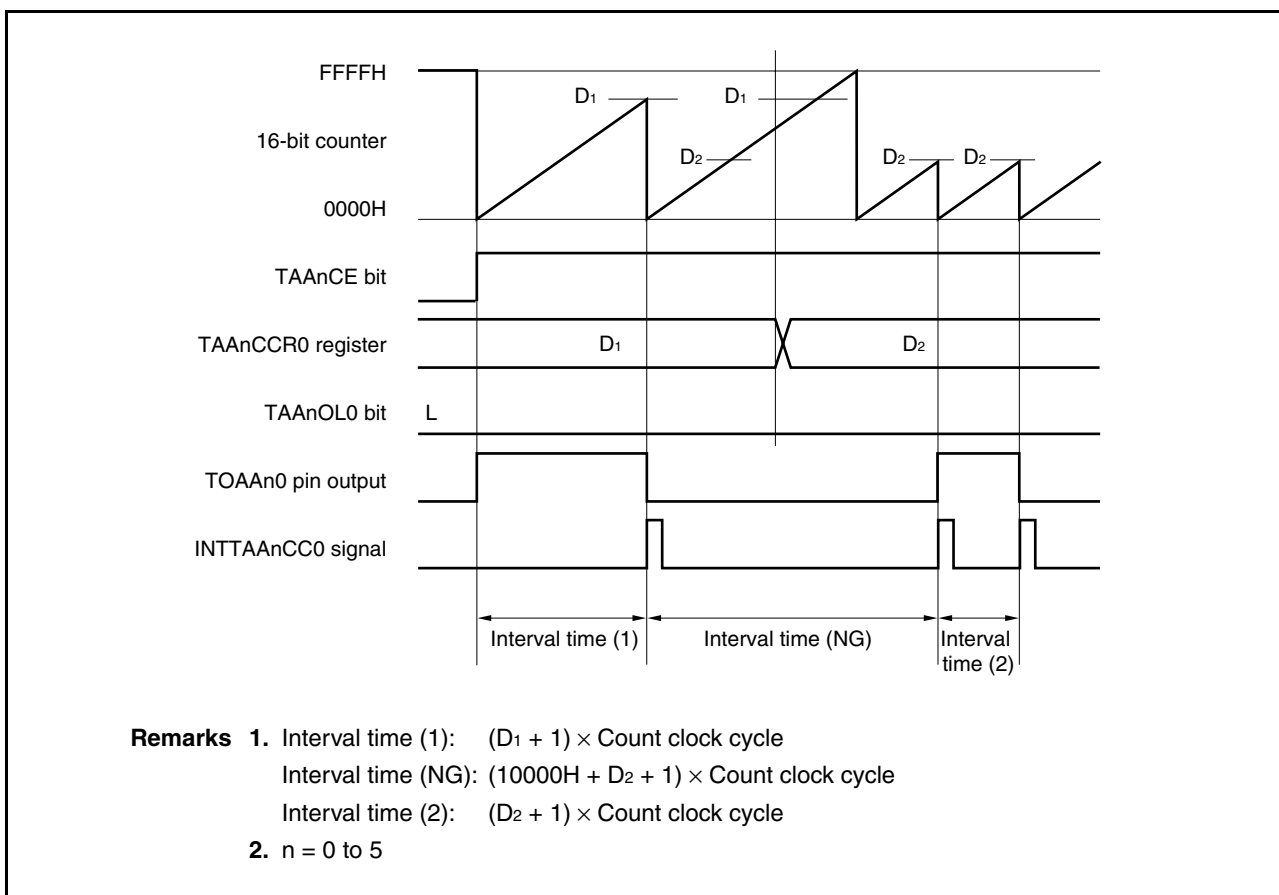 FFFFH
D1
D1
16-bit counter
D2
D2
D2
0000H
TAAnCE bit
TAAnCCR0 register
D1
D2
TAAnOL0 bit
L
TOAAn0 pin output
INTTAAnCC0 signal
Interval time (1)
Interval time (NG)
Interval
time (2)
Remarks 1. Interval time (1): (D1 + 1) × Count clock cycle
Interval time (NG): (10000H + D2 + 1) × Count clock cycle
Interval time (2): (D2 + 1) × Count clock cycle
2. n = 0 to 5